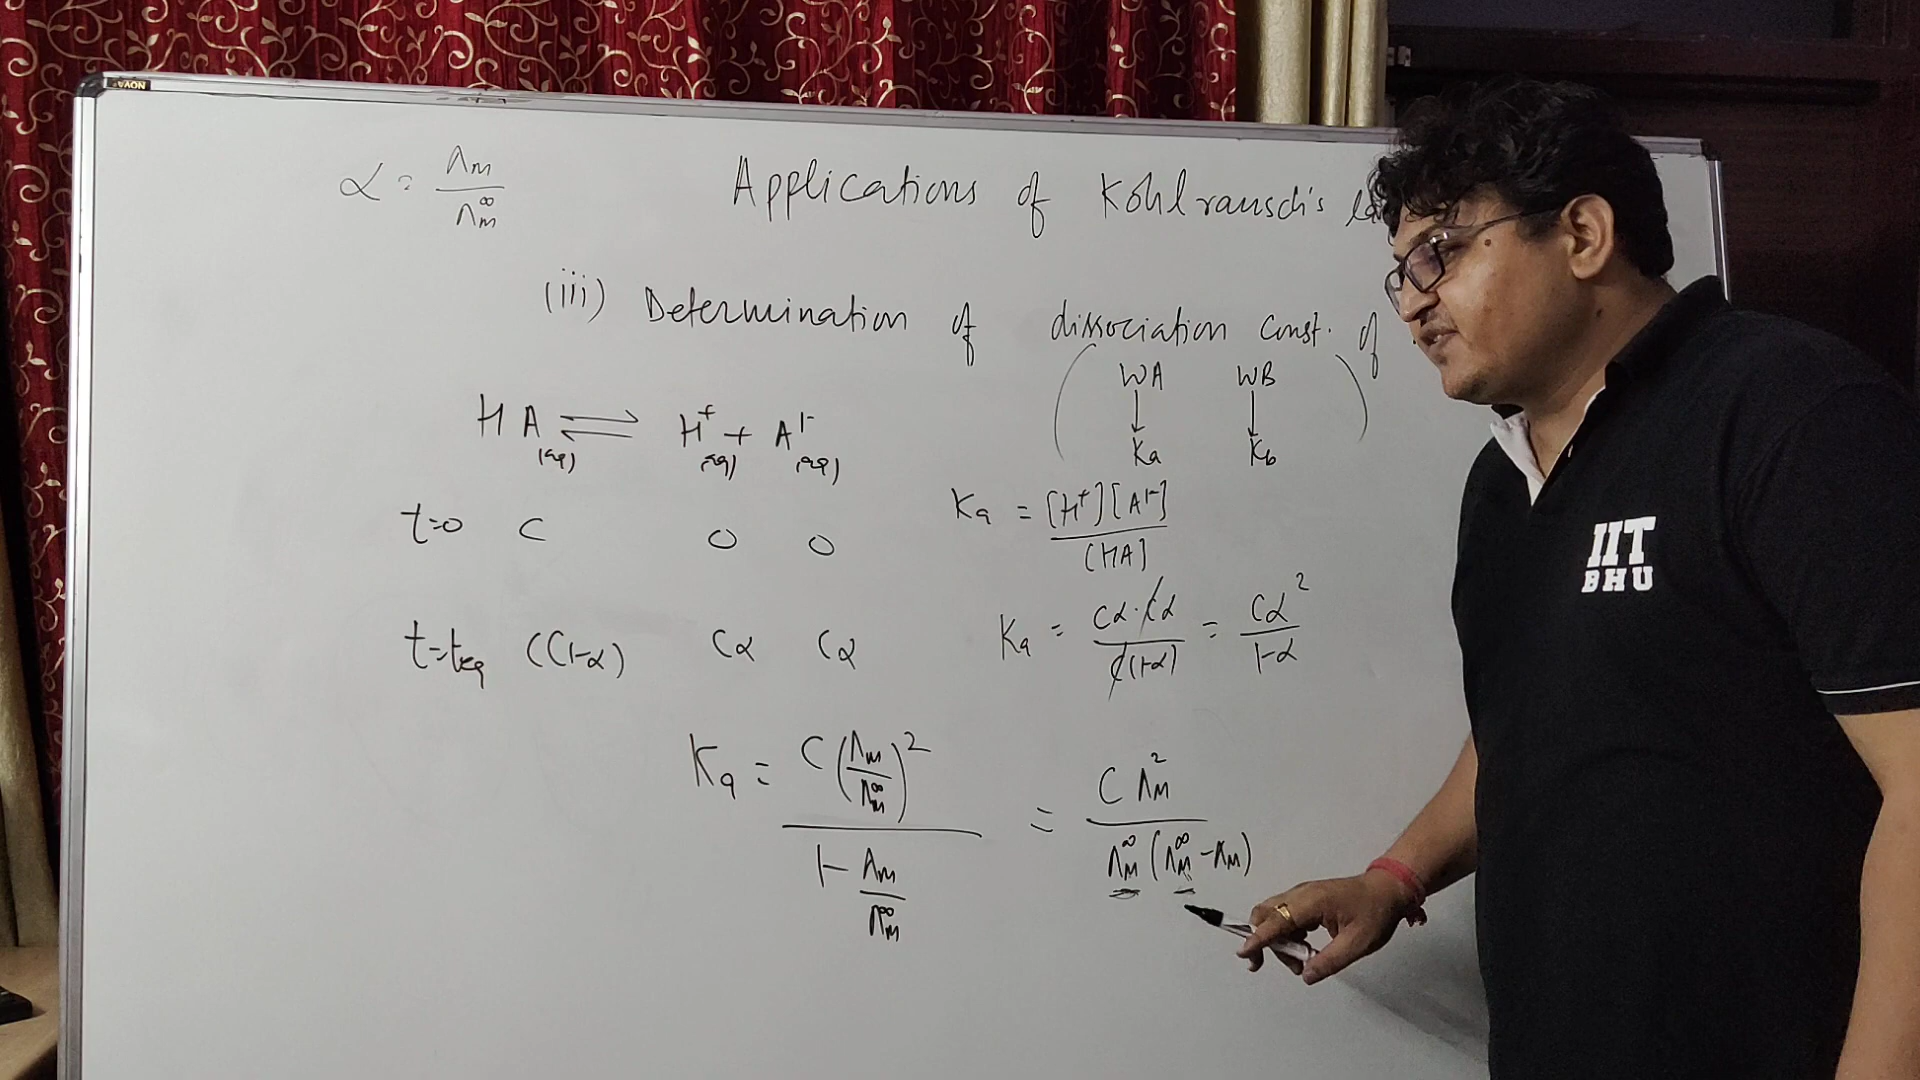 NOVA
α = Λm / Λm^∞
Applications of Kohlrausch's
(iii) Determination of dissociation Const. of
WA WB
Ka Kb
HA(aq) ⇌ H⁺(aq) + A¹⁻(aq)
Ka = [H⁺][A¹⁻] / [HA]
t=0 C 0 0
t=teq (C(1-α) Cα Cα
Ka = Cα·Cα / C(1-α) = Cα² / 1-α
Ka = C(Λm/Λm^∞)² / 1 - Λm/Λm^∞ = C Λm² / Λm^∞(Λm^∞ - Λm)
IIT
BHU